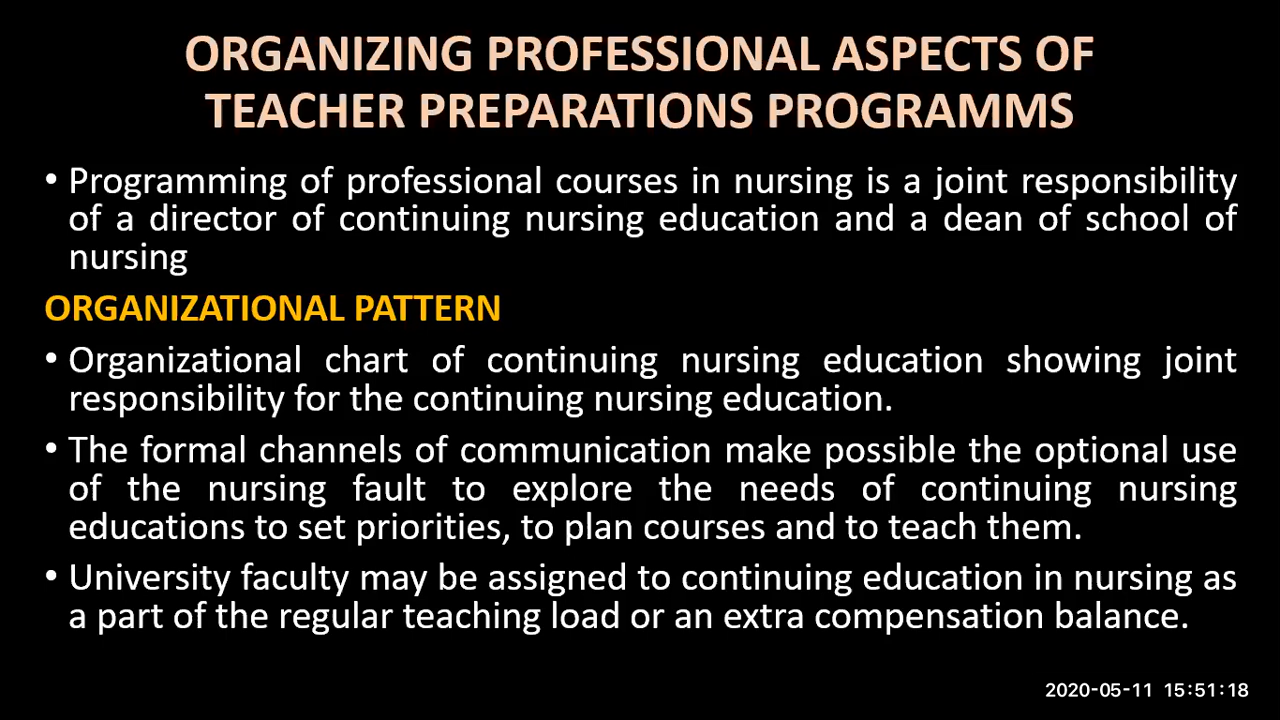 ORGANIZING PROFESSIONAL ASPECTS OF
TEACHER PREPARATIONS PROGRAMMS
• Programming of professional courses in nursing is a joint responsibility
of a director of continuing nursing education and a dean of school of
nursing
ORGANIZATIONAL PATTERN
• Organizational chart of continuing nursing education showing joint
responsibility for the continuing nursing education.
• The formal channels of communication make possible the optional use
of the nursing fault to explore the needs of continuing nursing
educations to set priorities, to plan courses and to teach them.
• University faculty may be assigned to continuing education in nursing as
a part of the regular teaching load or an extra compensation balance.
2020-05-11 15:51:18